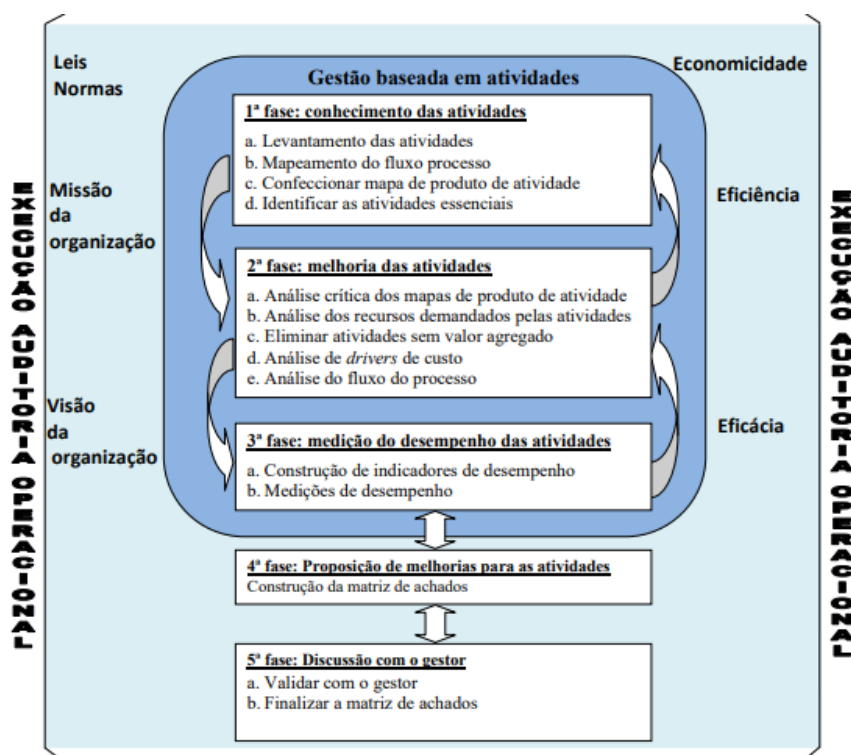 Leis
Normas
Economicidade
Gestão baseada em atividades
1ª fase: conhecimento das atividades
a. Levantamento das atividades
b. Mapeamento do fluxo processo
c. Confeccionar mapa de produto de atividade
d. Identificar as atividades essenciais
Missão
da
organização
Eficiência
EXECUÇÃO AUDITORIA OPERACIONAL
EXECUÇÃO AUDITORIA OPERACIONAL
2ª fase: melhoria das atividades
a. Análise crítica dos mapas de produto de atividade
b. Análise dos recursos demandados pelas atividades
c. Eliminar atividades sem valor agregado
d. Análise de drivers de custo
e. Análise do fluxo do processo
Visão
da
organização
Eficácia
3ª fase: medição do desempenho das atividades
a. Construção de indicadores de desempenho
b. Medições de desempenho
4ª fase: Proposição de melhorias para as atividades
Construção da matriz de achados
5ª fase: Discussão com o gestor
a. Validar com o gestor
b. Finalizar a matriz de achados